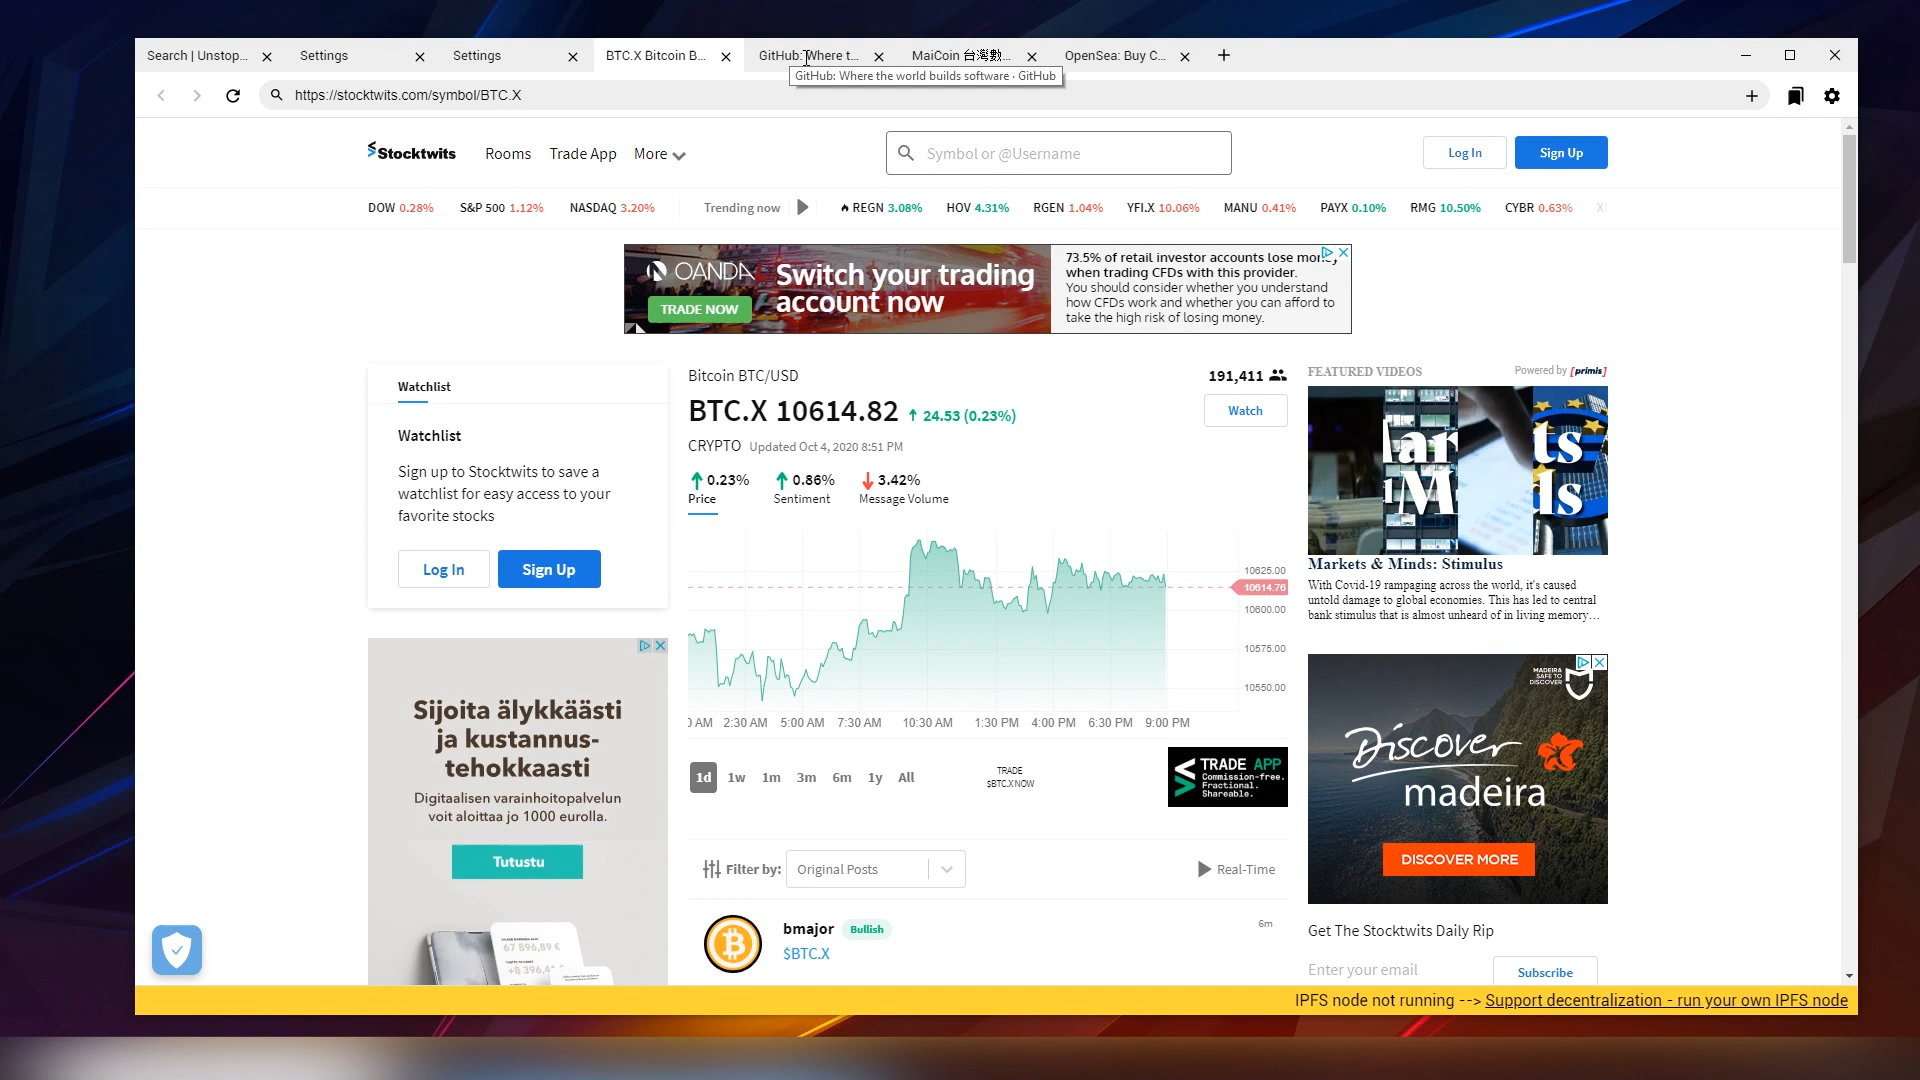 Search | Unstop...
Settings
Settings
BTC.X Bitcoin B...
GitHub: Where t...
MaiCoin 台灣數...
OpenSea: Buy C...
GitHub: Where the world builds software · GitHub
https://stocktwits.com/symbol/BTC.X
Stocktwits
Rooms
Trade App
More
Symbol or @Username
Log In
Sign Up
DOW 0.28%
S&P 500 1.12%
NASDAQ 3.20%
Trending now
REGN 3.08%
HOV 4.31%
RGEN 1.04%
YFI.X 10.06%
MANU 0.41%
PAYX 0.10%
RMG 10.50%
CYBR 0.63%
OANDA
TRADE NOW
Switch your trading
account now
73.5% of retail investor accounts lose money
when trading CFDs with this provider.
You should consider whether you understand
how CFDs work and whether you can afford to
take the high risk of losing money.
Watchlist
Watchlist
Sign up to Stocktwits to save a
watchlist for easy access to your
favorite stocks
Log In
Sign Up
Sijoita älykkäästi
ja kustannus-
tehokkaasti
Digitaalisen varainhoitopalvelun
voit aloittaa jo 1000 eurolla.
Tutustu
67 896,89 €
Bitcoin BTC/USD
191,411
BTC.X 10614.82 24.53 (0.23%)
Watch
CRYPTO Updated Oct 4, 2020 8:51 PM
0.23%
Price
0.86%
Sentiment
3.42%
Message Volume
10625.00
10614.76
10600.00
10575.00
10550.00
0 AM 2:30 AM 5:00 AM 7:30 AM 10:30 AM 1:30 PM 4:00 PM 6:30 PM 9:00 PM
1d 1w 1m 3m 6m 1y All
TRADE
$BTC.X NOW
TRADE APP
Commission-free.
Fractional.
Shareable.
Filter by:
Original Posts
Real-Time
bmajor
Bullish
6m
$BTC.X
FEATURED VIDEOS
Powered by [primis]
Markets & Minds: Stimulus
With Covid-19 rampaging across the world, it's caused
untold damage to global economies. This has led to central
bank stimulus that is almost unheard of in living memory…
MADEIRA
SAFE TO
DISCOVER
Discover
madeira
DISCOVER MORE
Get The Stocktwits Daily Rip
Enter your email
Subscribe
IPFS node not running --> Support decentralization - run your own IPFS node